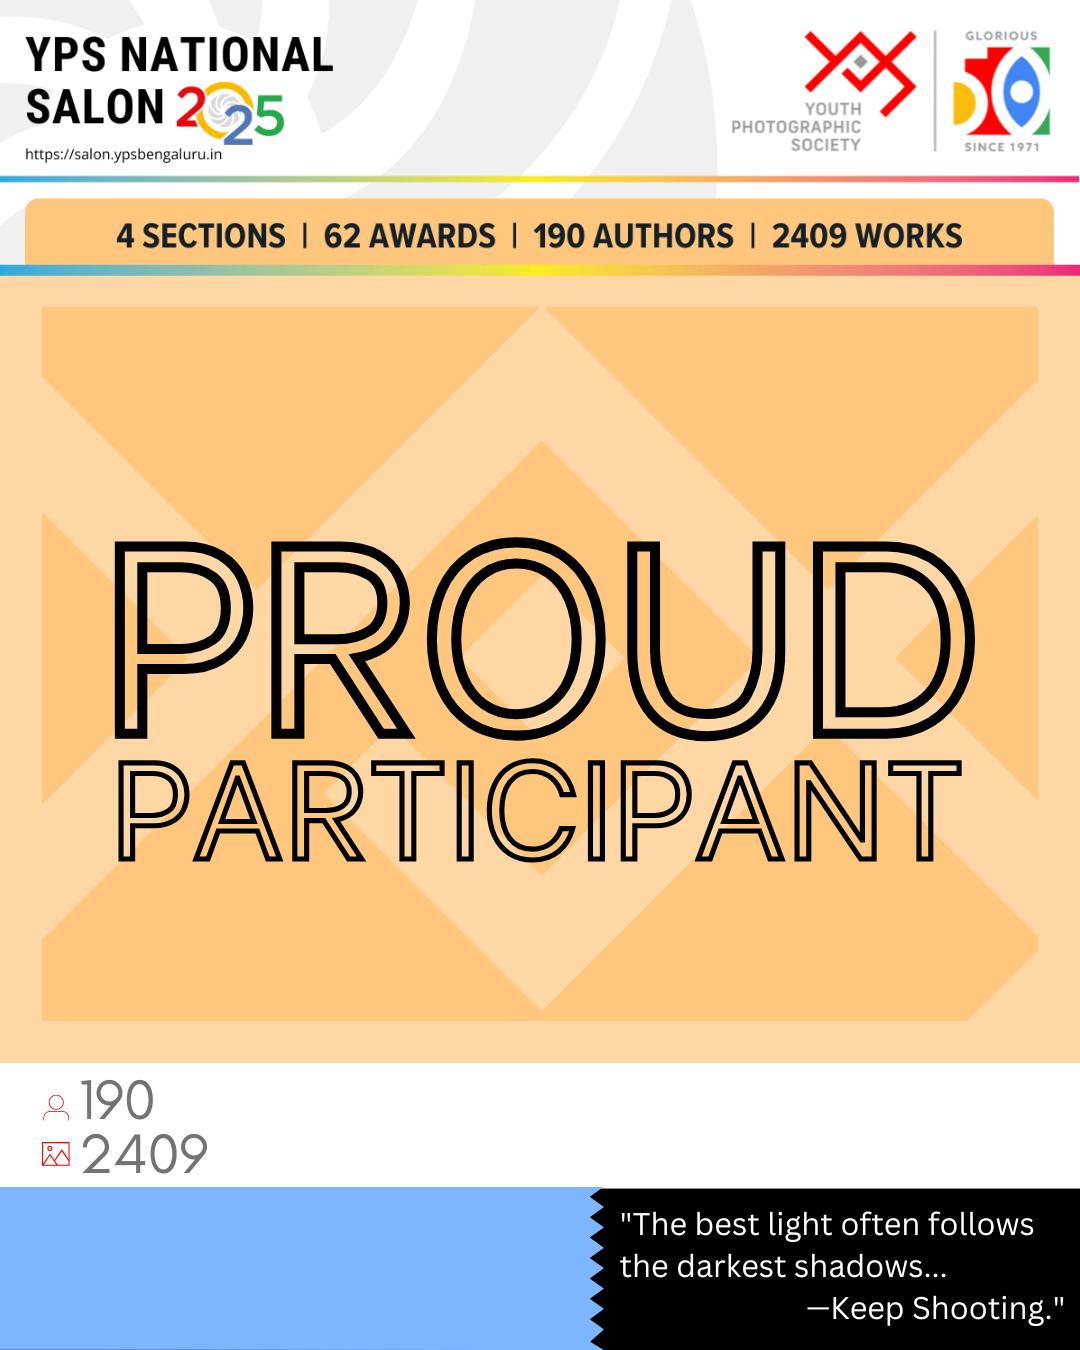 YPS NATIONAL
SALON 2025
https://salon.ypsbengaluru.in
YOUTH
PHOTOGRAPHIC
SOCIETY
GLORIOUS
50
SINCE 1971
4 SECTIONS | 62 AWARDS | 190 AUTHORS | 2409 WORKS
PROUD
PARTICIPANT
190
2409
"The best light often follows
the darkest shadows...
—Keep Shooting."